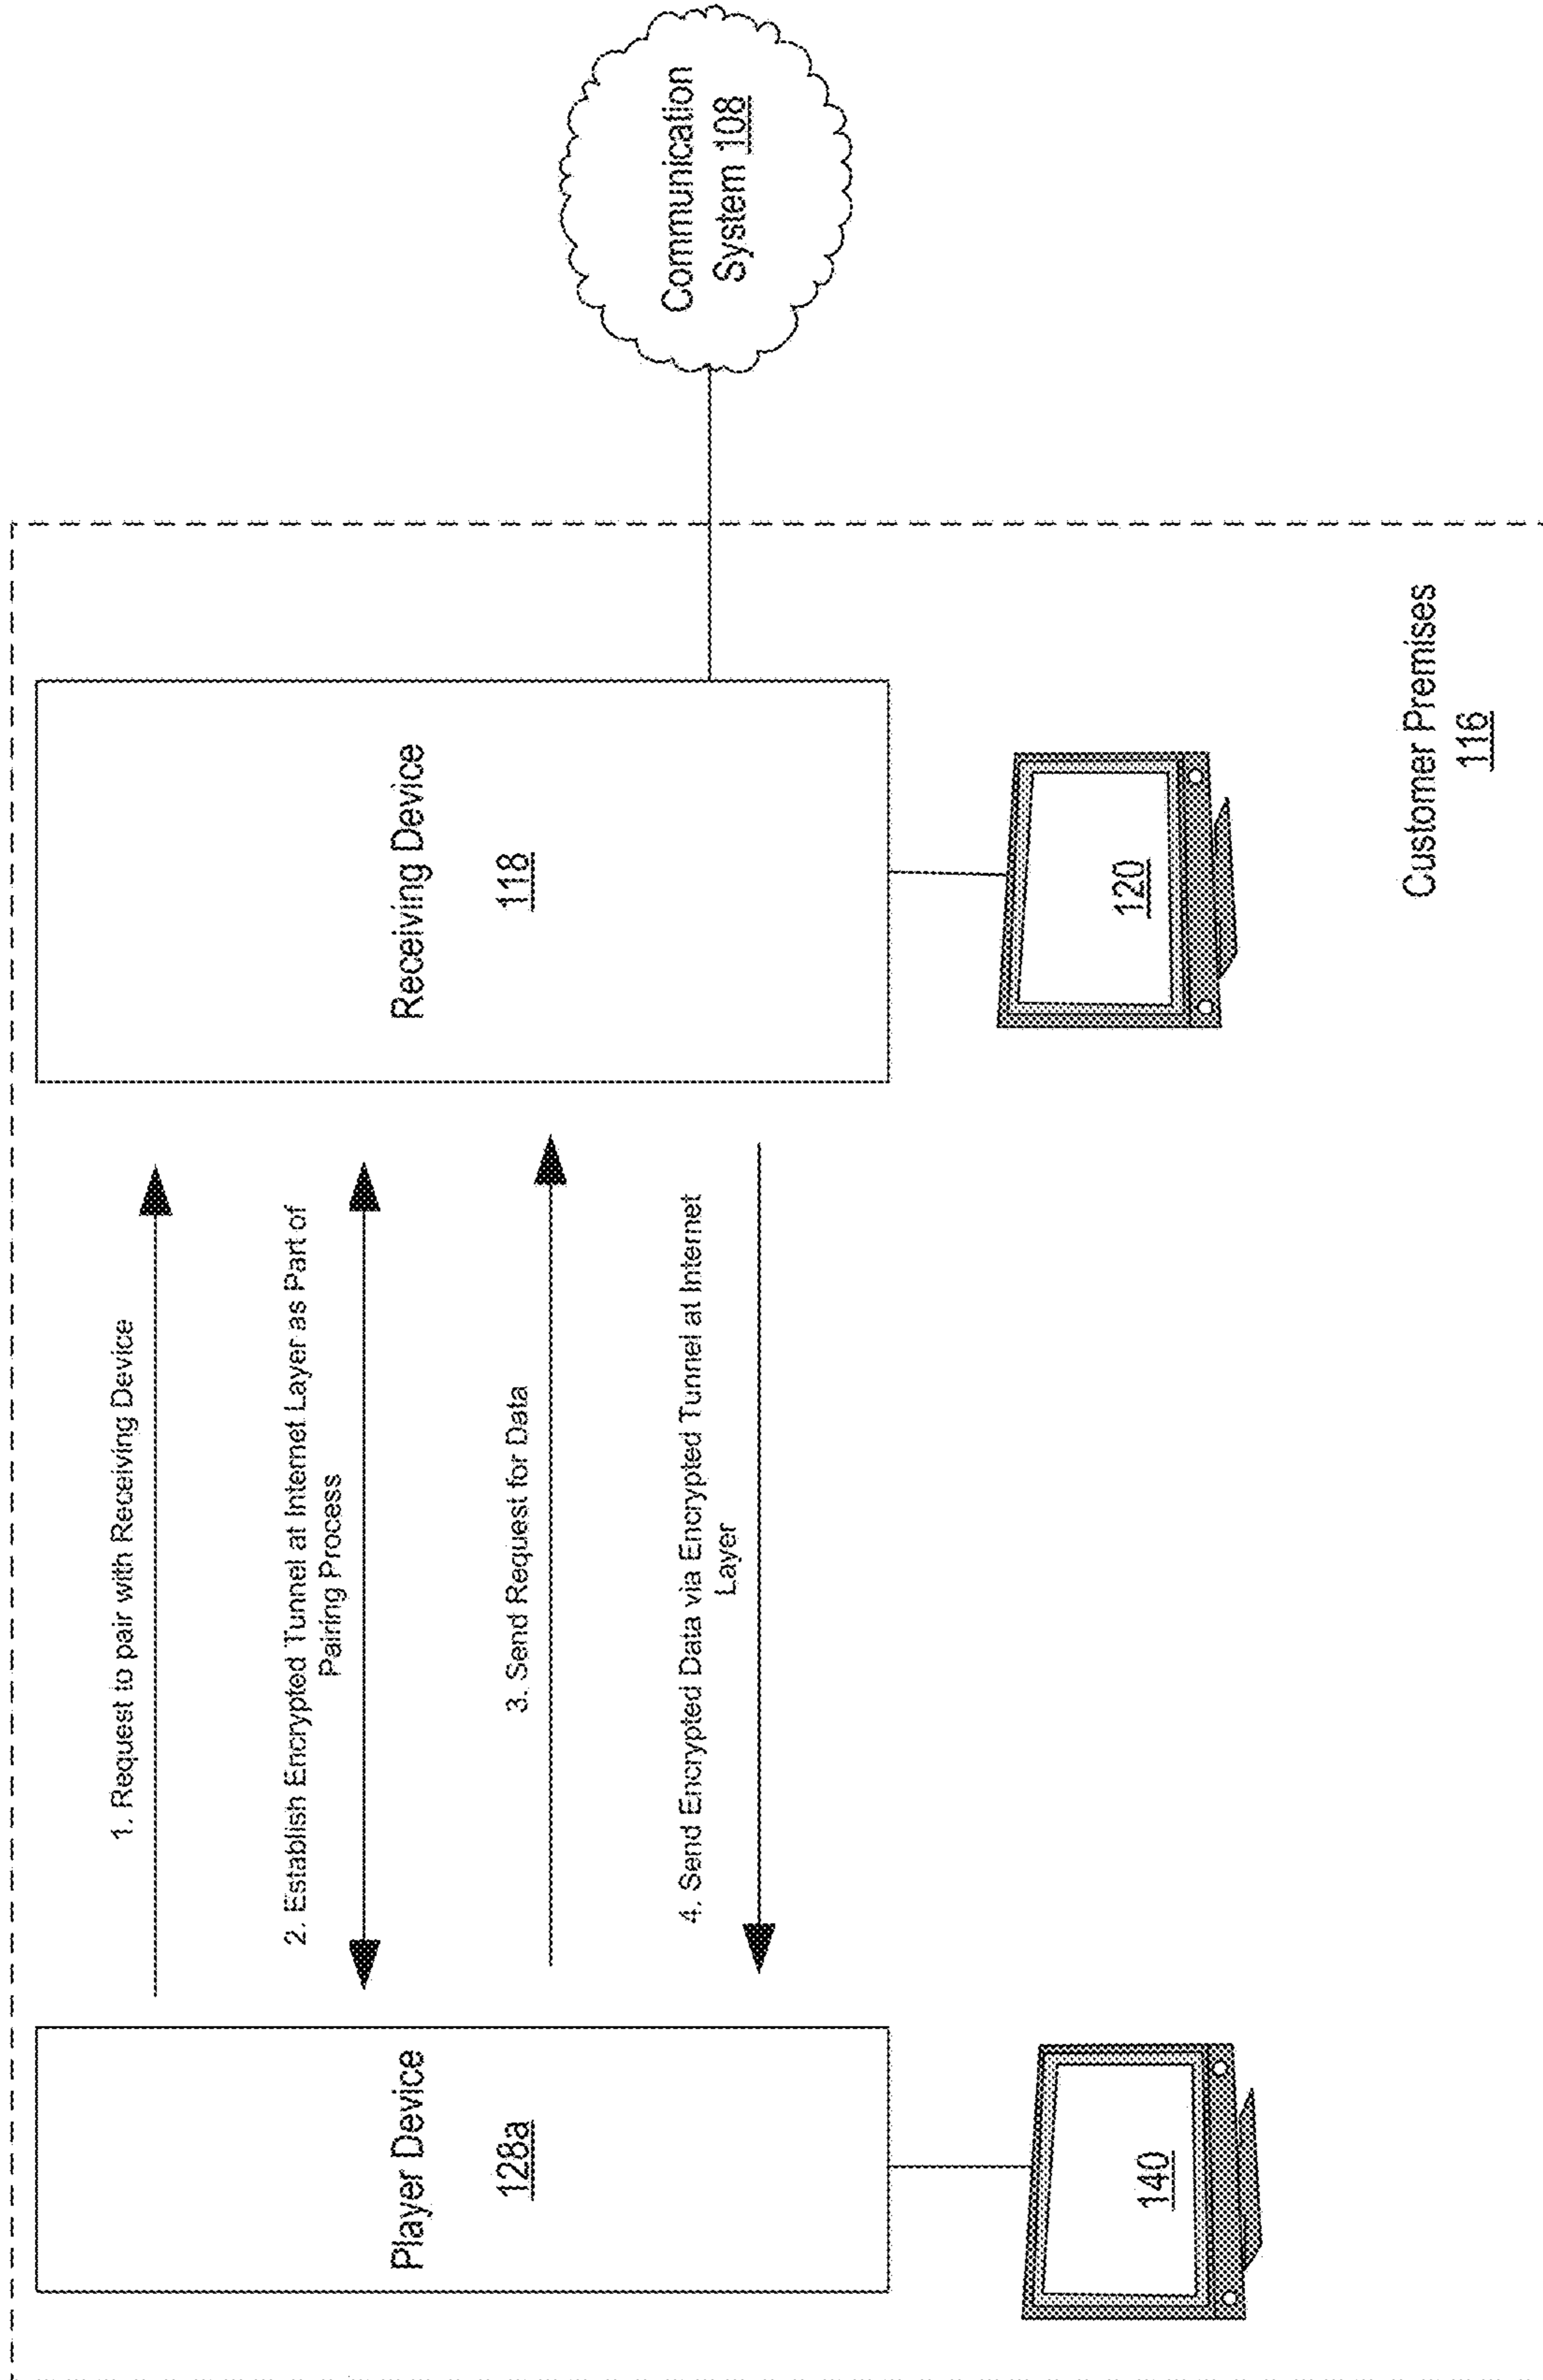 1. Request to pair with Receiving Device
2. Establish Encrypted Tunnel at Internet Layer as Part of
Pairing Process
3. Send Request for Data
4. Send Encrypted Data via Encrypted Tunnel at Internet
Layer
Player Device
128a
140
Receiving Device
118
120
Communication
System 108
Customer Premises
116